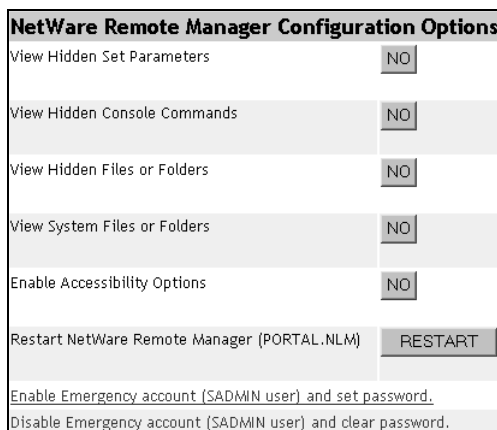 NetWare Remote Manager Configuration Options
View Hidden Set Parameters NO
View Hidden Console Commands NO
View Hidden Files or Folders NO
View System Files or Folders NO
Enable Accessibility Options NO
Restart NetWare Remote Manager (PORTAL.NLM) RESTART
Enable Emergency account (SADMIN user) and set password.
Disable Emergency account (SADMIN user) and clear password.